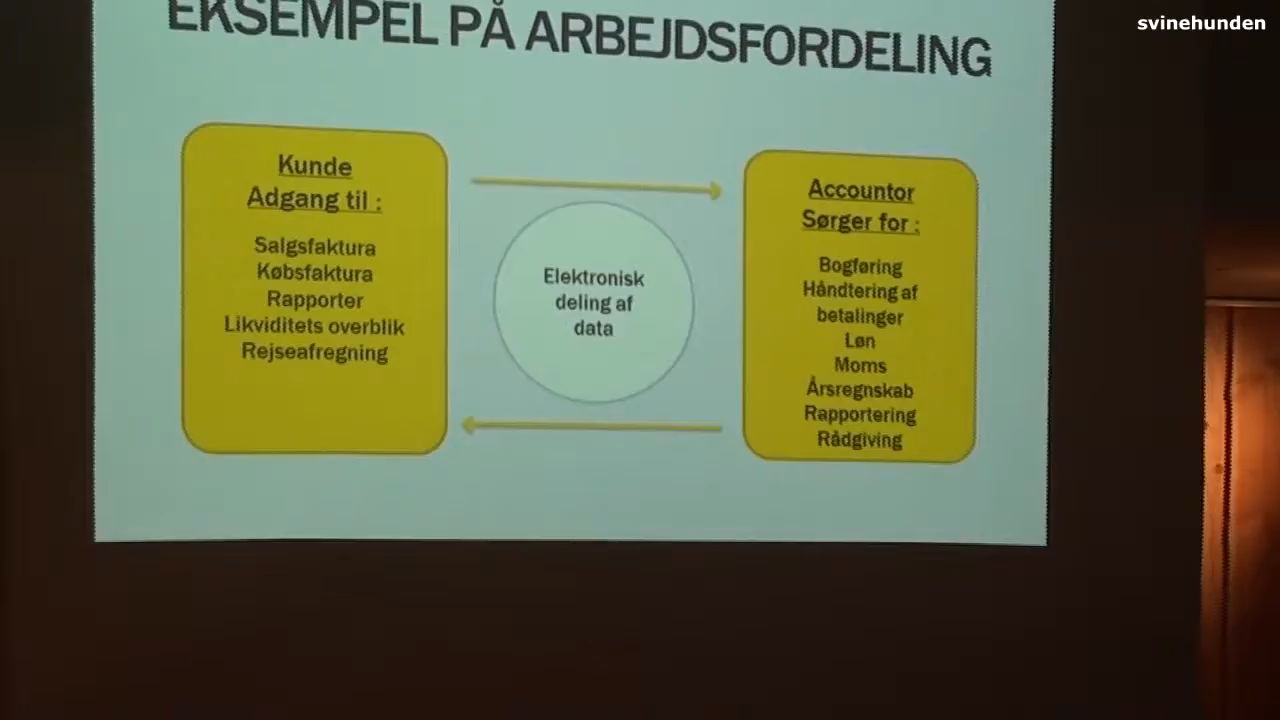 svinehunden
EKSEMPEL PÅ ARBEJDSFORDELING
Kunde
Adgang til :
Salgsfaktura
Købsfaktura
Rapporter
Likviditets overblik
Rejseafregning
Elektronisk
deling af
data
Accountor
Sørger for :
Bogføring
Håndtering af
betalinger
Løn
Moms
Årsregnskab
Rapportering
Rådgiving